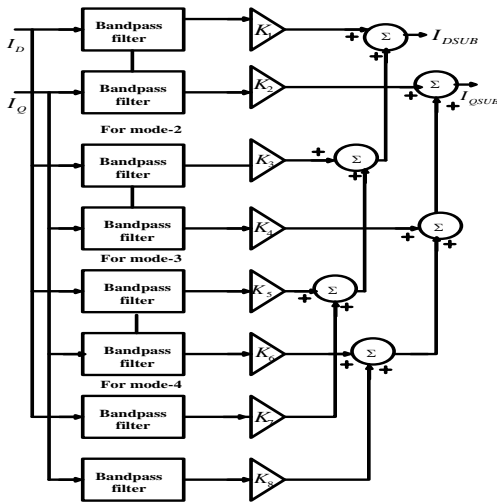 I_D
Bandpass
filter
K_1
Σ
I_DSUB
+
+
I_Q
Bandpass
filter
K_2
Σ
I_QSUB
+
+
For mode-2
Bandpass
filter
K_3
+
Σ
+
+
Bandpass
filter
K_4
Σ
+
+
For mode-3
Bandpass
filter
K_5
Σ
+
+
Bandpass
filter
K_6
Σ
+
+
For mode-4
Bandpass
filter
K_7
Bandpass
filter
K_8